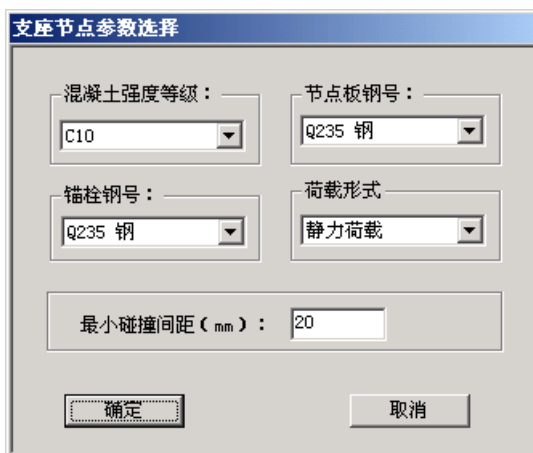 支座节点参数选择
混凝土强度等级：
节点板钢号：
C10
Q235 钢
锚栓钢号：
荷载形式
Q235 钢
静力荷载
最小碰撞间距（mm）：
20
确定
取消